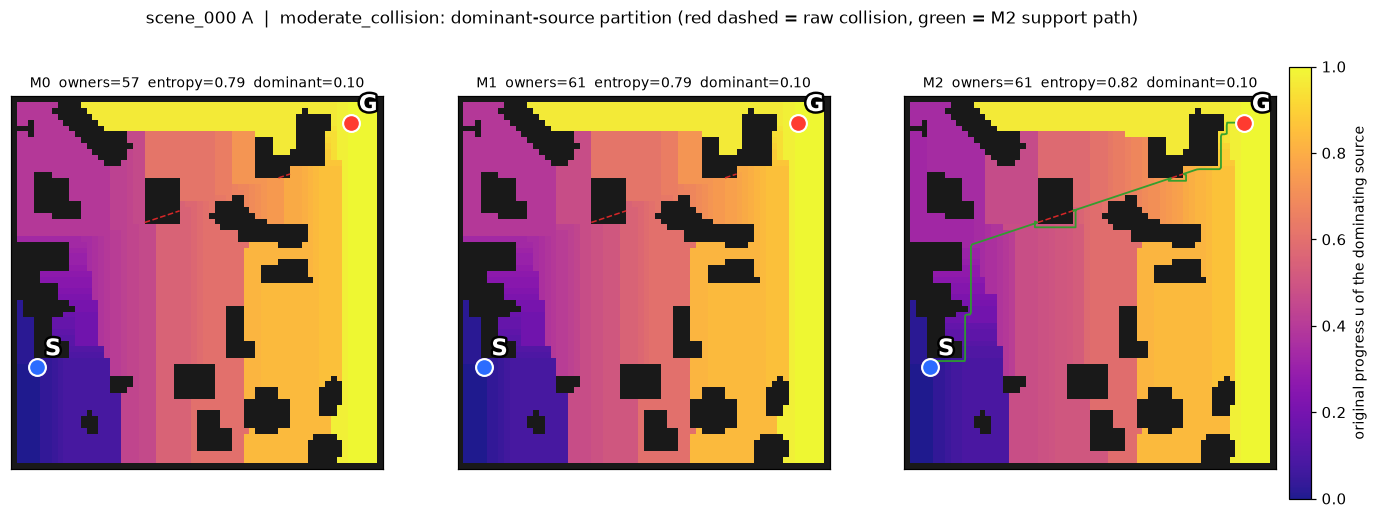 scene_000 A | moderate_collision: dominant-source partition (red dashed = raw collision, green = M2 support path)
M0 owners=57 entropy=0.79 dominant=0.10
M1 owners=61 entropy=0.79 dominant=0.10
M2 owners=61 entropy=0.82 dominant=0.10
G
S
G
S
G
S
1.0
0.8
0.6
0.4
0.2
0.0
original progress u of the dominating source